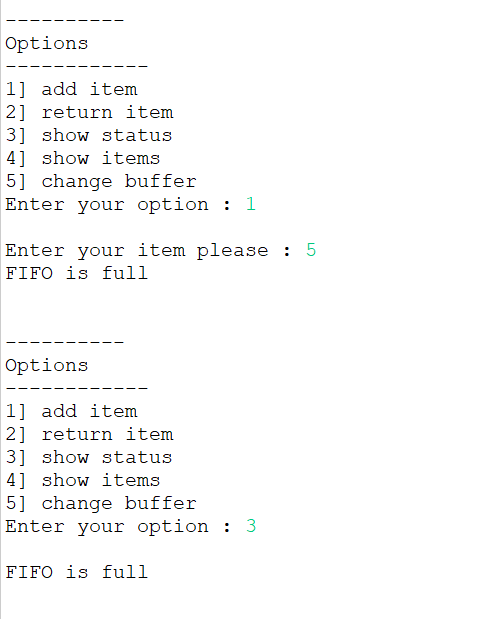 ----------
Options
------------
1] add item
2] return item
3] show status
4] show items
5] change buffer
Enter your option : 1
Enter your item please : 5
FIFO is full
----------
Options
------------
1] add item
2] return item
3] show status
4] show items
5] change buffer
Enter your option : 3
FIFO is full